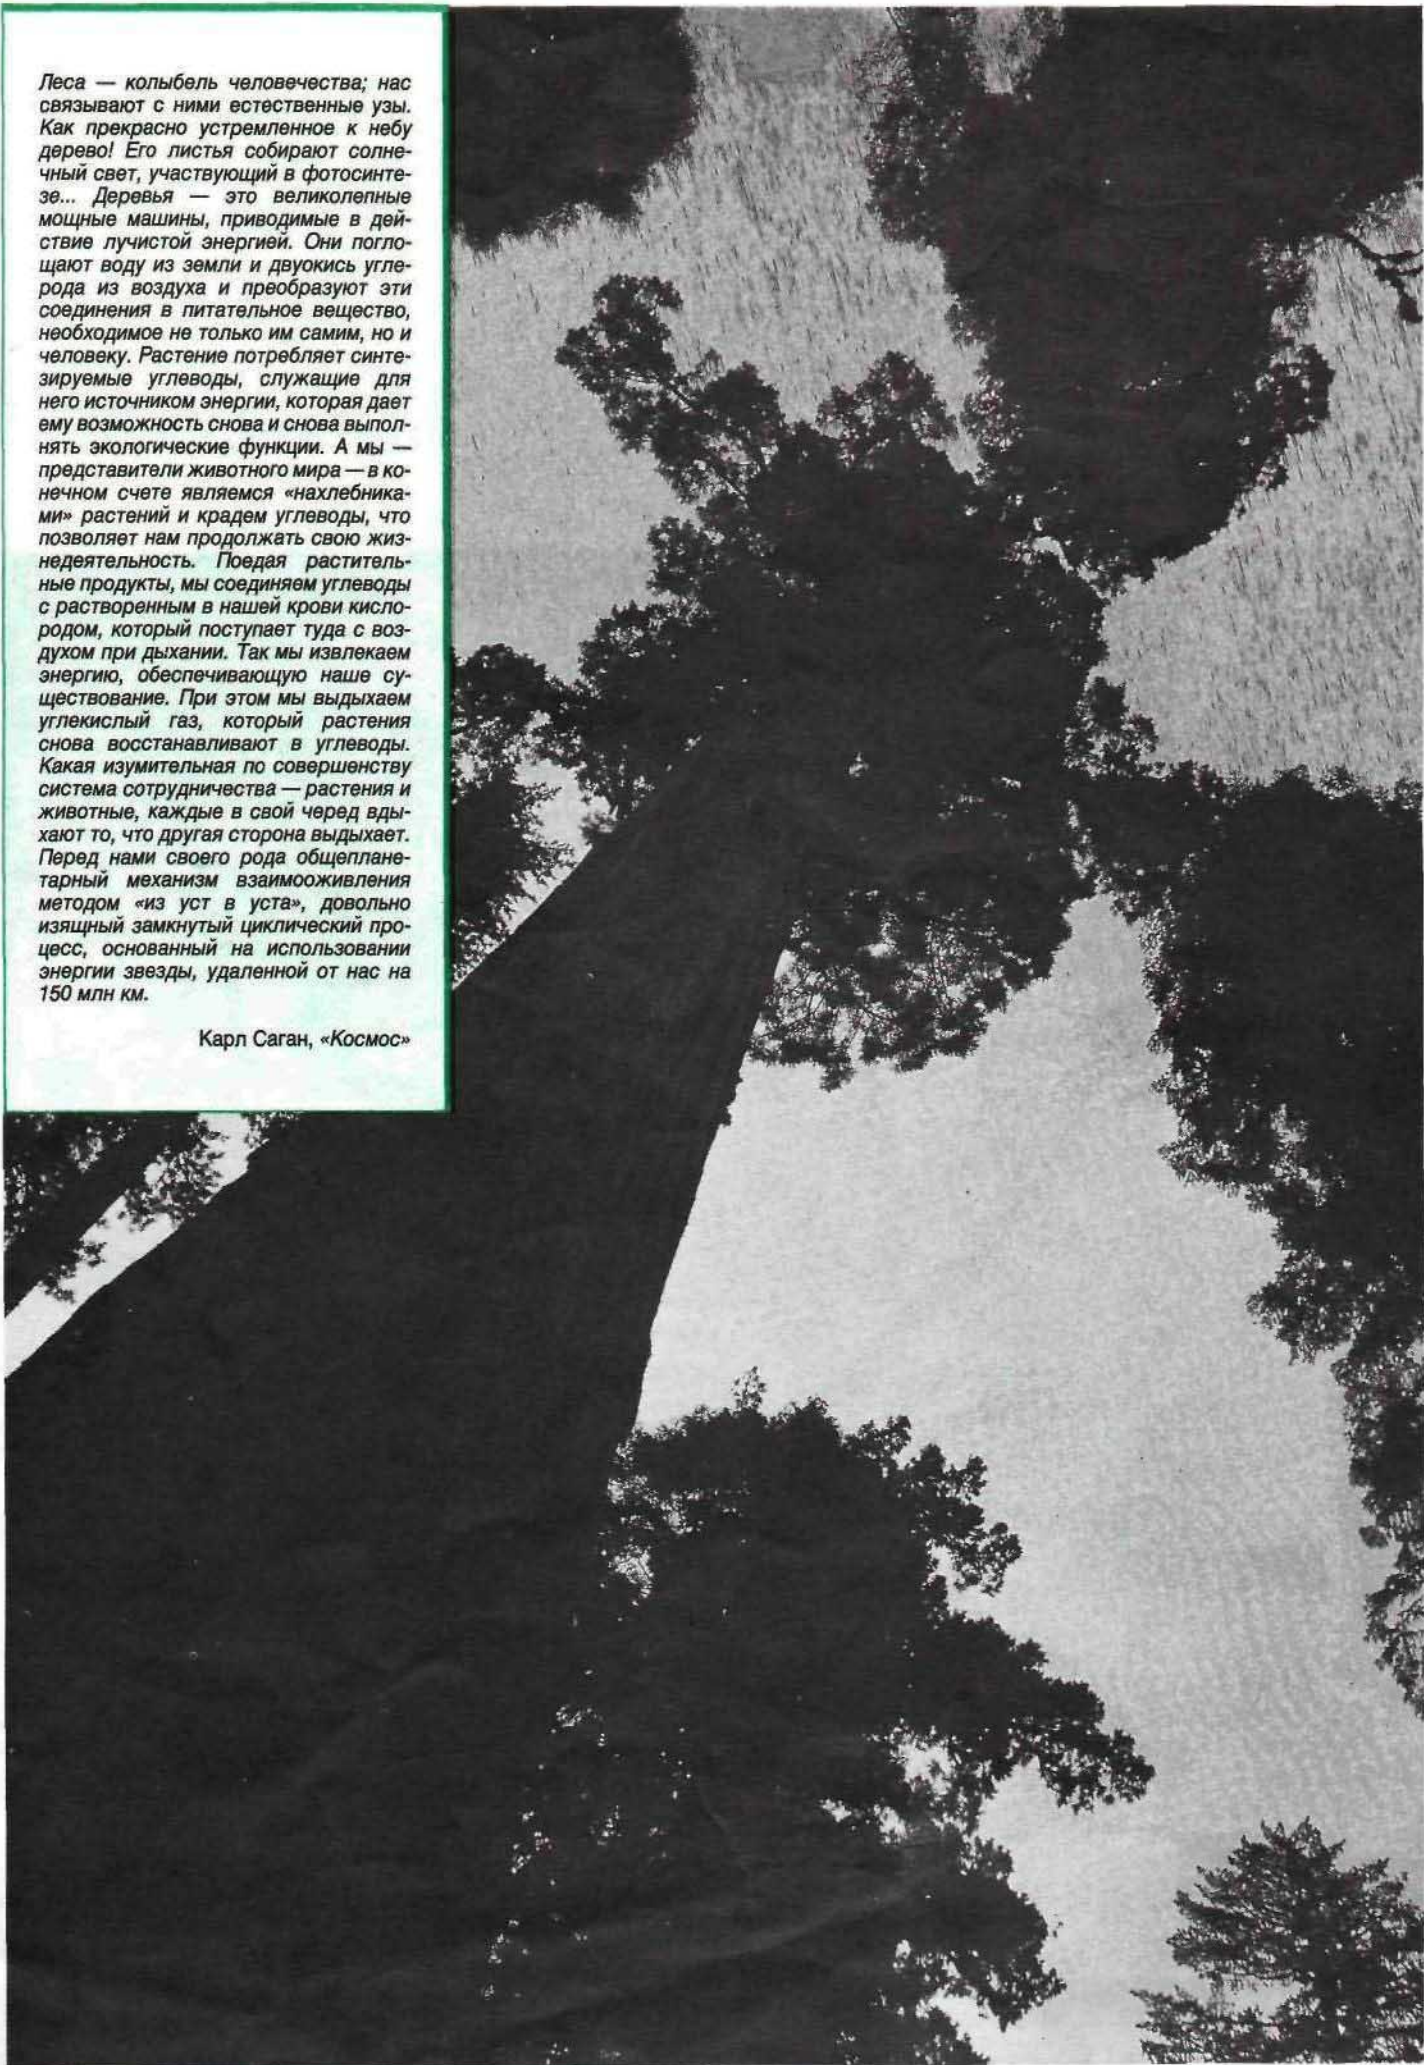 Леса — колыбель человечества; нас
связывают с ними естественные узы.
Как прекрасно устремленное к небу
дерево! Его листья собирают солне-
чный свет, участвующий в фотосинте-
зе... Деревья — это великолепные
мощные машины, приводимые в дей-
ствие лучистой энергией. Они погло-
щают воду из земли и двуокись угле-
рода из воздуха и преобразуют эти
соединения в питательное вещество,
необходимое не только им самим, но и
человеку. Растение потребляет синте-
зируемые углеводы, служащие для
него источником энергии, которая дает
ему возможность снова и снова выпол-
нять экологические функции. А мы —
представители животного мира — в ко-
нечном счете являемся «нахлебника-
ми» растений и крадем углеводы, что
позволяет нам продолжать свою жиз-
недеятельность. Поедая раститель-
ные продукты, мы соединяем углеводы
с растворенным в нашей крови кисло-
родом, который поступает туда с воз-
духом при дыхании. Так мы извлекаем
энергию, обеспечивающую наше су-
ществование. При этом мы выдыхаем
углекислый газ, который растения
снова восстанавливают в углеводы.
Какая изумительная по совершенству
система сотрудничества — растения и
животные, каждые в свой черед вды-
хают то, что другая сторона выдыхает.
Перед нами своего рода общеплане-
тарный механизм взаимооживления
методом «из уст в уста», довольно
изящный замкнутый циклический про-
цесс, основанный на использовании
энергии звезды, удаленной от нас на
150 млн км.
Карл Саган, «Космос»